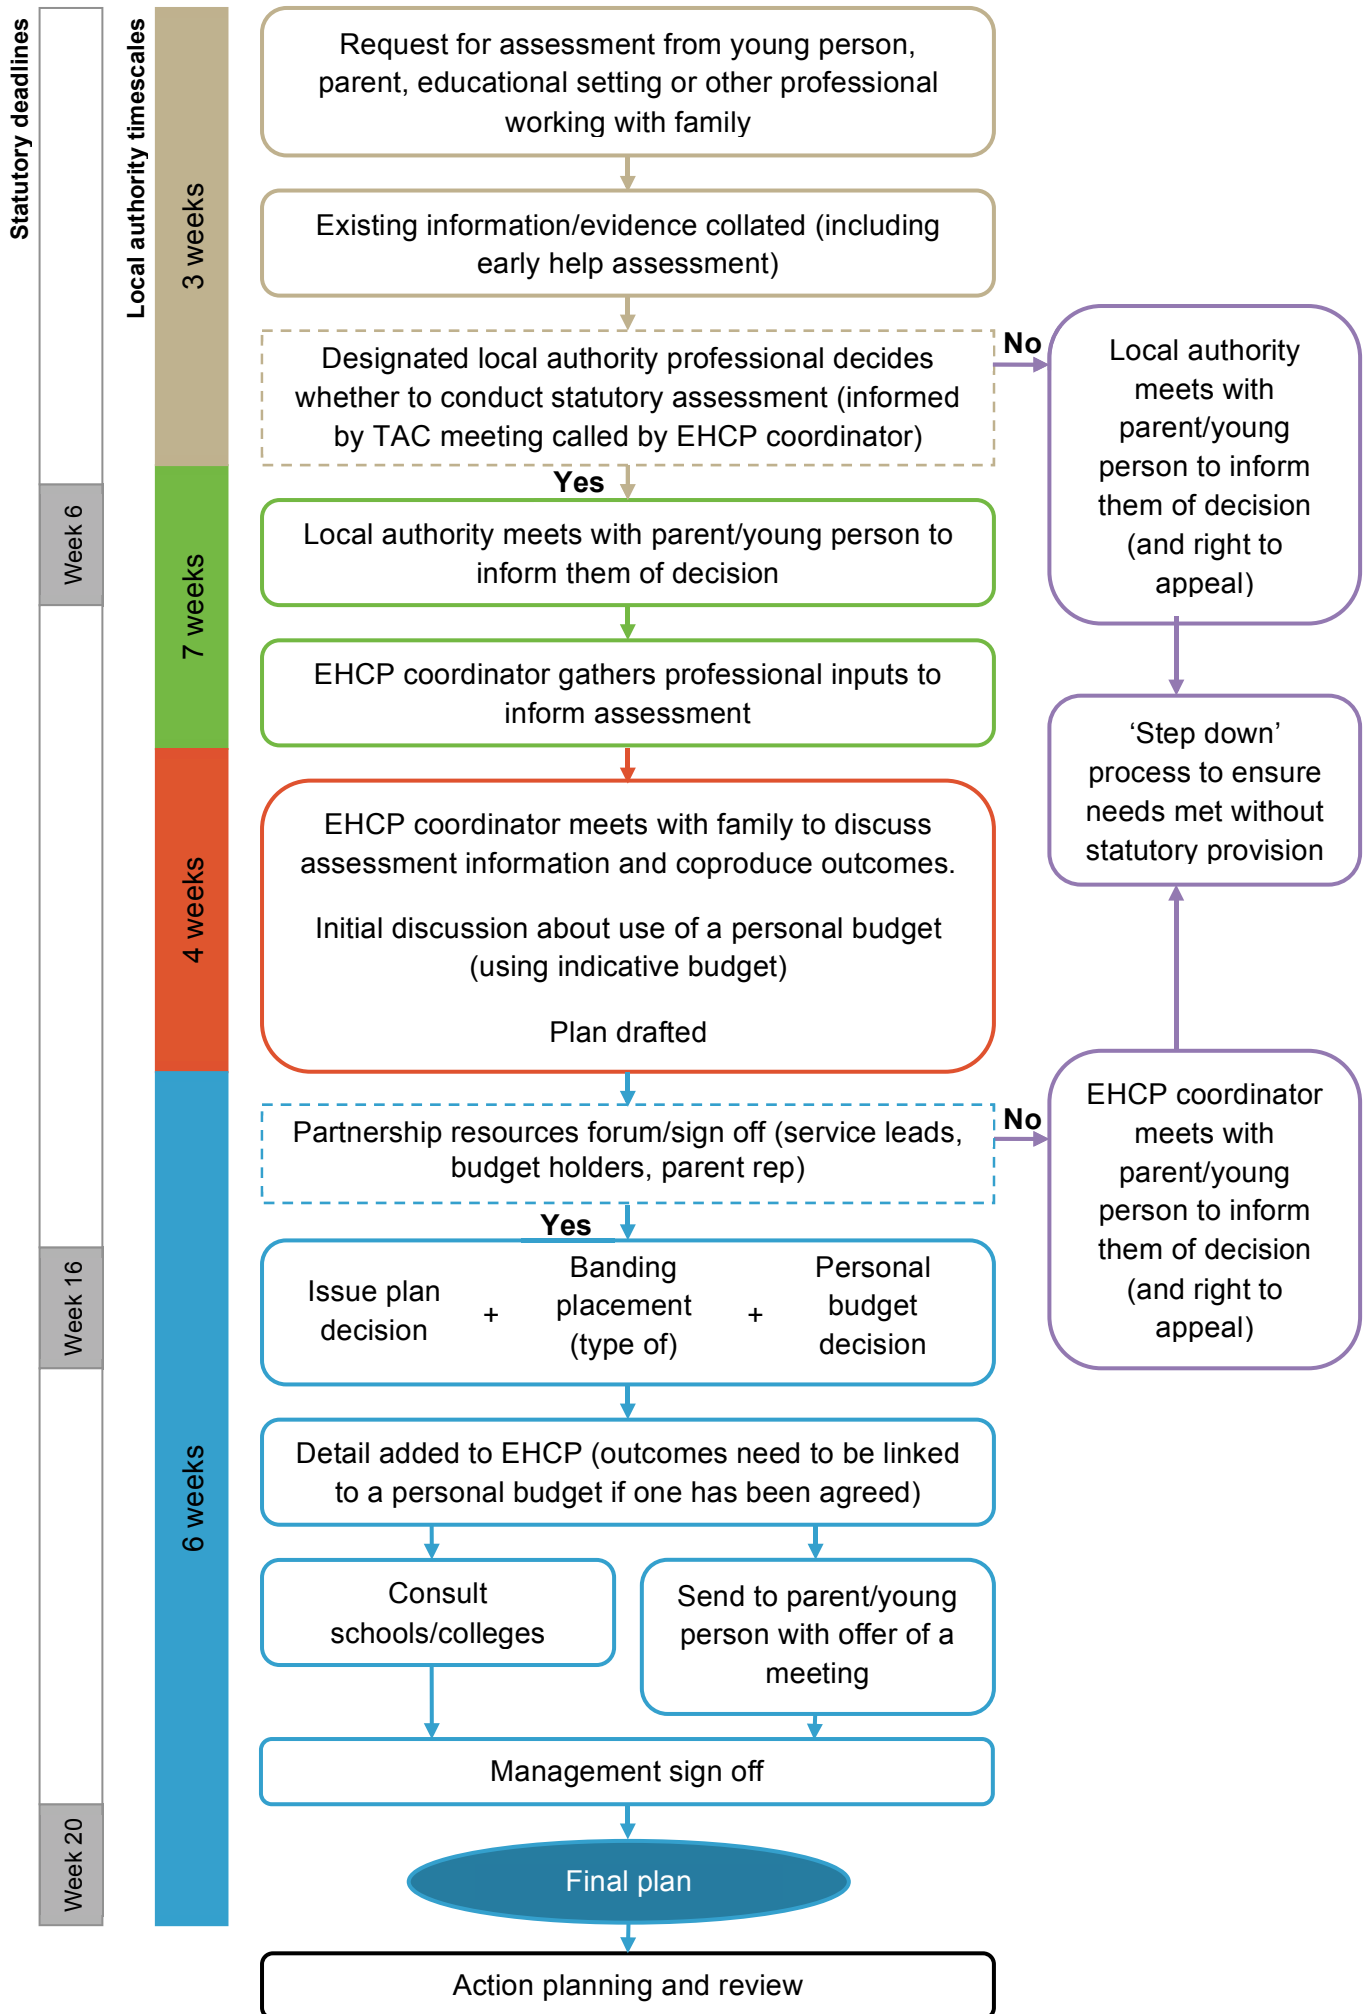 Statutory deadlines
Local authority timescales
3 weeks
Request for assessment from young person,
parent, educational setting or other professional
working with family
Existing information/evidence collated (including
early help assessment)
Designated local authority professional decides
whether to conduct statutory assessment (informed
by TAC meeting called by EHCP coordinator)
No
Local authority
meets with
parent/young
person to inform
them of decision
(and right to
appeal)
Yes
Week 6
7 weeks
Local authority meets with parent/young person to
inform them of decision
EHCP coordinator gathers professional inputs to
inform assessment
‘Step down’
process to ensure
needs met without
statutory provision
4 weeks
EHCP coordinator meets with family to discuss
assessment information and coproduce outcomes.
Initial discussion about use of a personal budget
(using indicative budget)
Plan drafted
Partnership resources forum/sign off (service leads,
budget holders, parent rep)
No
EHCP coordinator
meets with
parent/young
person to inform
them of decision
(and right to
appeal)
Yes
Week 16
6 weeks
Issue plan
decision
+
Banding
placement
(type of)
+
Personal
budget
decision
Detail added to EHCP (outcomes need to be linked
to a personal budget if one has been agreed)
Consult
schools/colleges
Send to parent/young
person with offer of a
meeting
Management sign off
Week 20
Final plan
Action planning and review